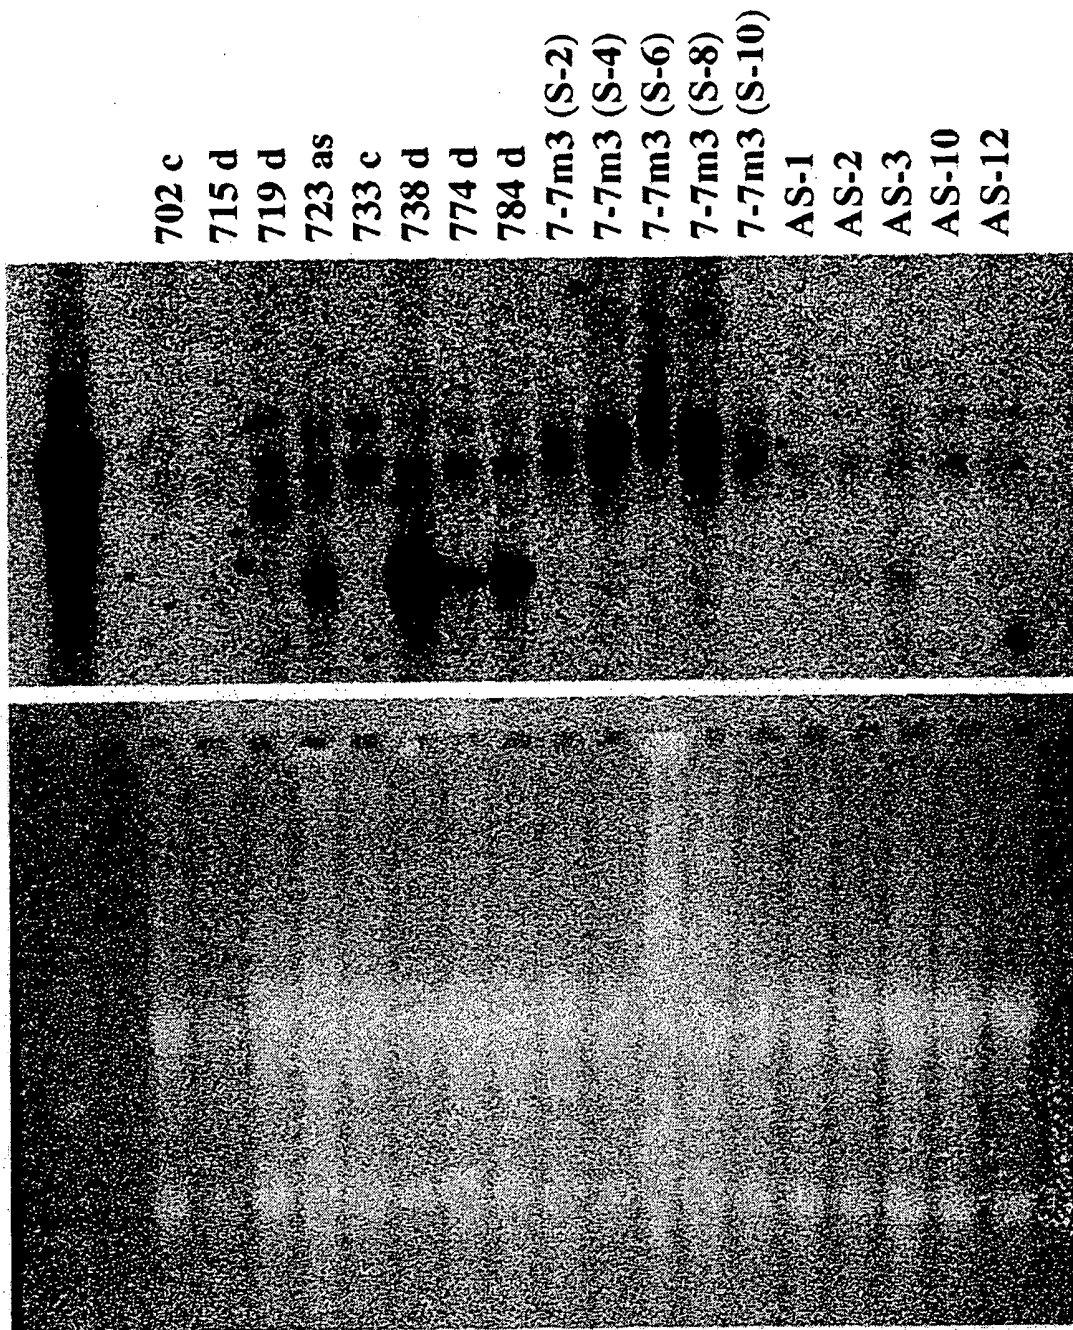 702 c
715 d
719 d
723 as
733 c
738 d
774 d
784 d
7-7m3 (S-2)
7-7m3 (S-4)
7-7m3 (S-6)
7-7m3 (S-8)
7-7m3 (S-10)
AS-1
AS-2
AS-3
AS-10
AS-12